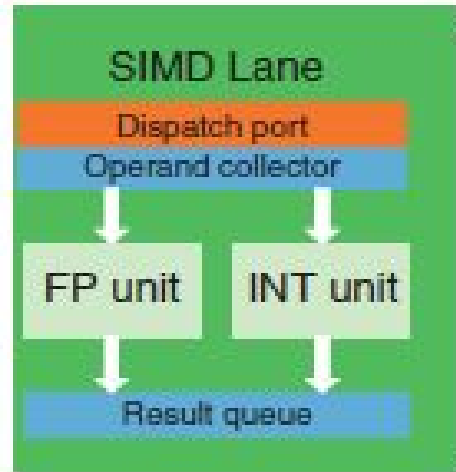 SIMD Lane
Dispatch port
Operand collector
FP unit
INT unit
Result queue